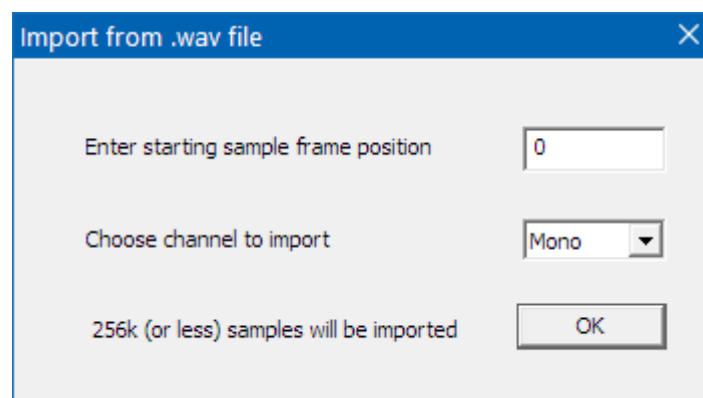 Import from .wav file
Enter starting sample frame position 0
Choose channel to import Mono
256k (or less) samples will be imported OK